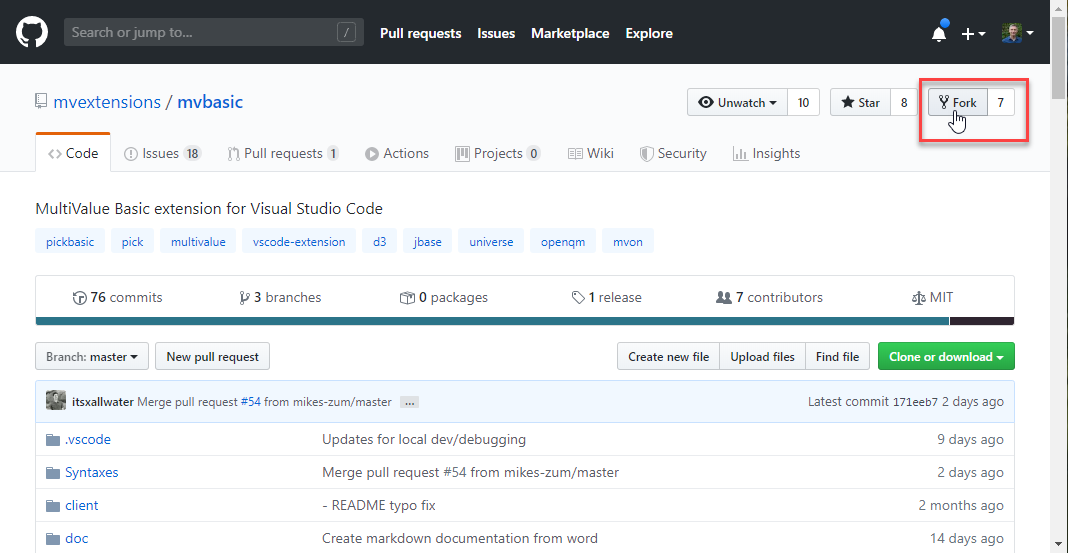 Search or jump to... / Pull requests Issues Marketplace Explore
mvextensions / mvbasic Unwatch 10 Star 8 Fork 7
Code Issues 18 Pull requests 1 Actions Projects 0 Wiki Security Insights
MultiValue Basic extension for Visual Studio Code
pickbasic pick multivalue vscode-extension d3 jbase universe openqm mvon
76 commits 3 branches 0 packages 1 release 7 contributors MIT
Branch: master New pull request Create new file Upload files Find file Clone or download
itsxallwater Merge pull request #54 from mikes-zum/master ... Latest commit 171eeb7 2 days ago
.vscode Updates for local dev/debugging 9 days ago
Syntaxes Merge pull request #54 from mikes-zum/master 2 days ago
client - README typo fix 2 months ago
doc Create markdown documentation from word 14 days ago